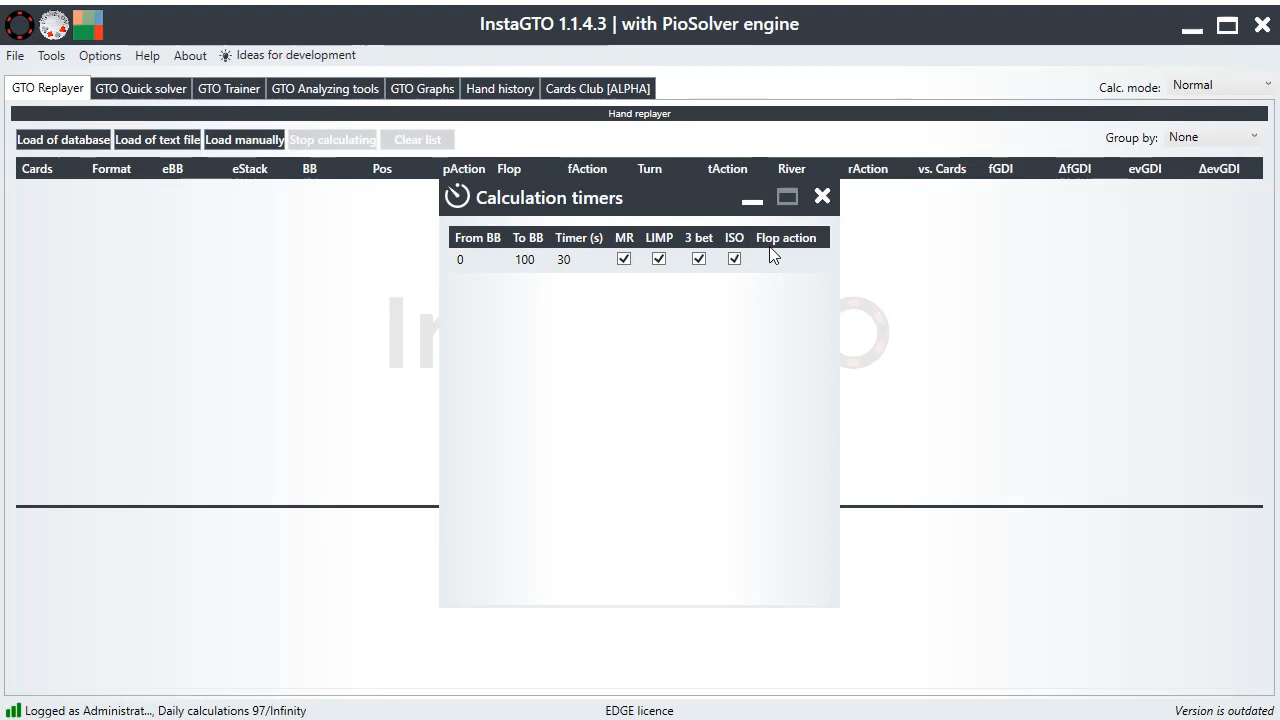 InstaGTO 1.1.4.3 | with PioSolver engine
File Tools Options Help About Ideas for development
GTO Replayer GTO Quick solver GTO Trainer GTO Analyzing tools GTO Graphs Hand history Cards Club [ALPHA] Calc. mode: Normal
Hand replayer
Load of database Load of text file Load manually Stop calculating Clear list Group by: None
Cards Format eBB eStack BB Pos pAction Flop fAction Turn tAction River rAction vs. Cards fGDI ΔfGDI evGDI ΔevGDI
Calculation timers
From BB To BB Timer (s) MR LIMP 3 bet ISO Flop action
0 100 30
Logged as Administrat..., Daily calculations 97/Infinity EDGE licence Version is outdated